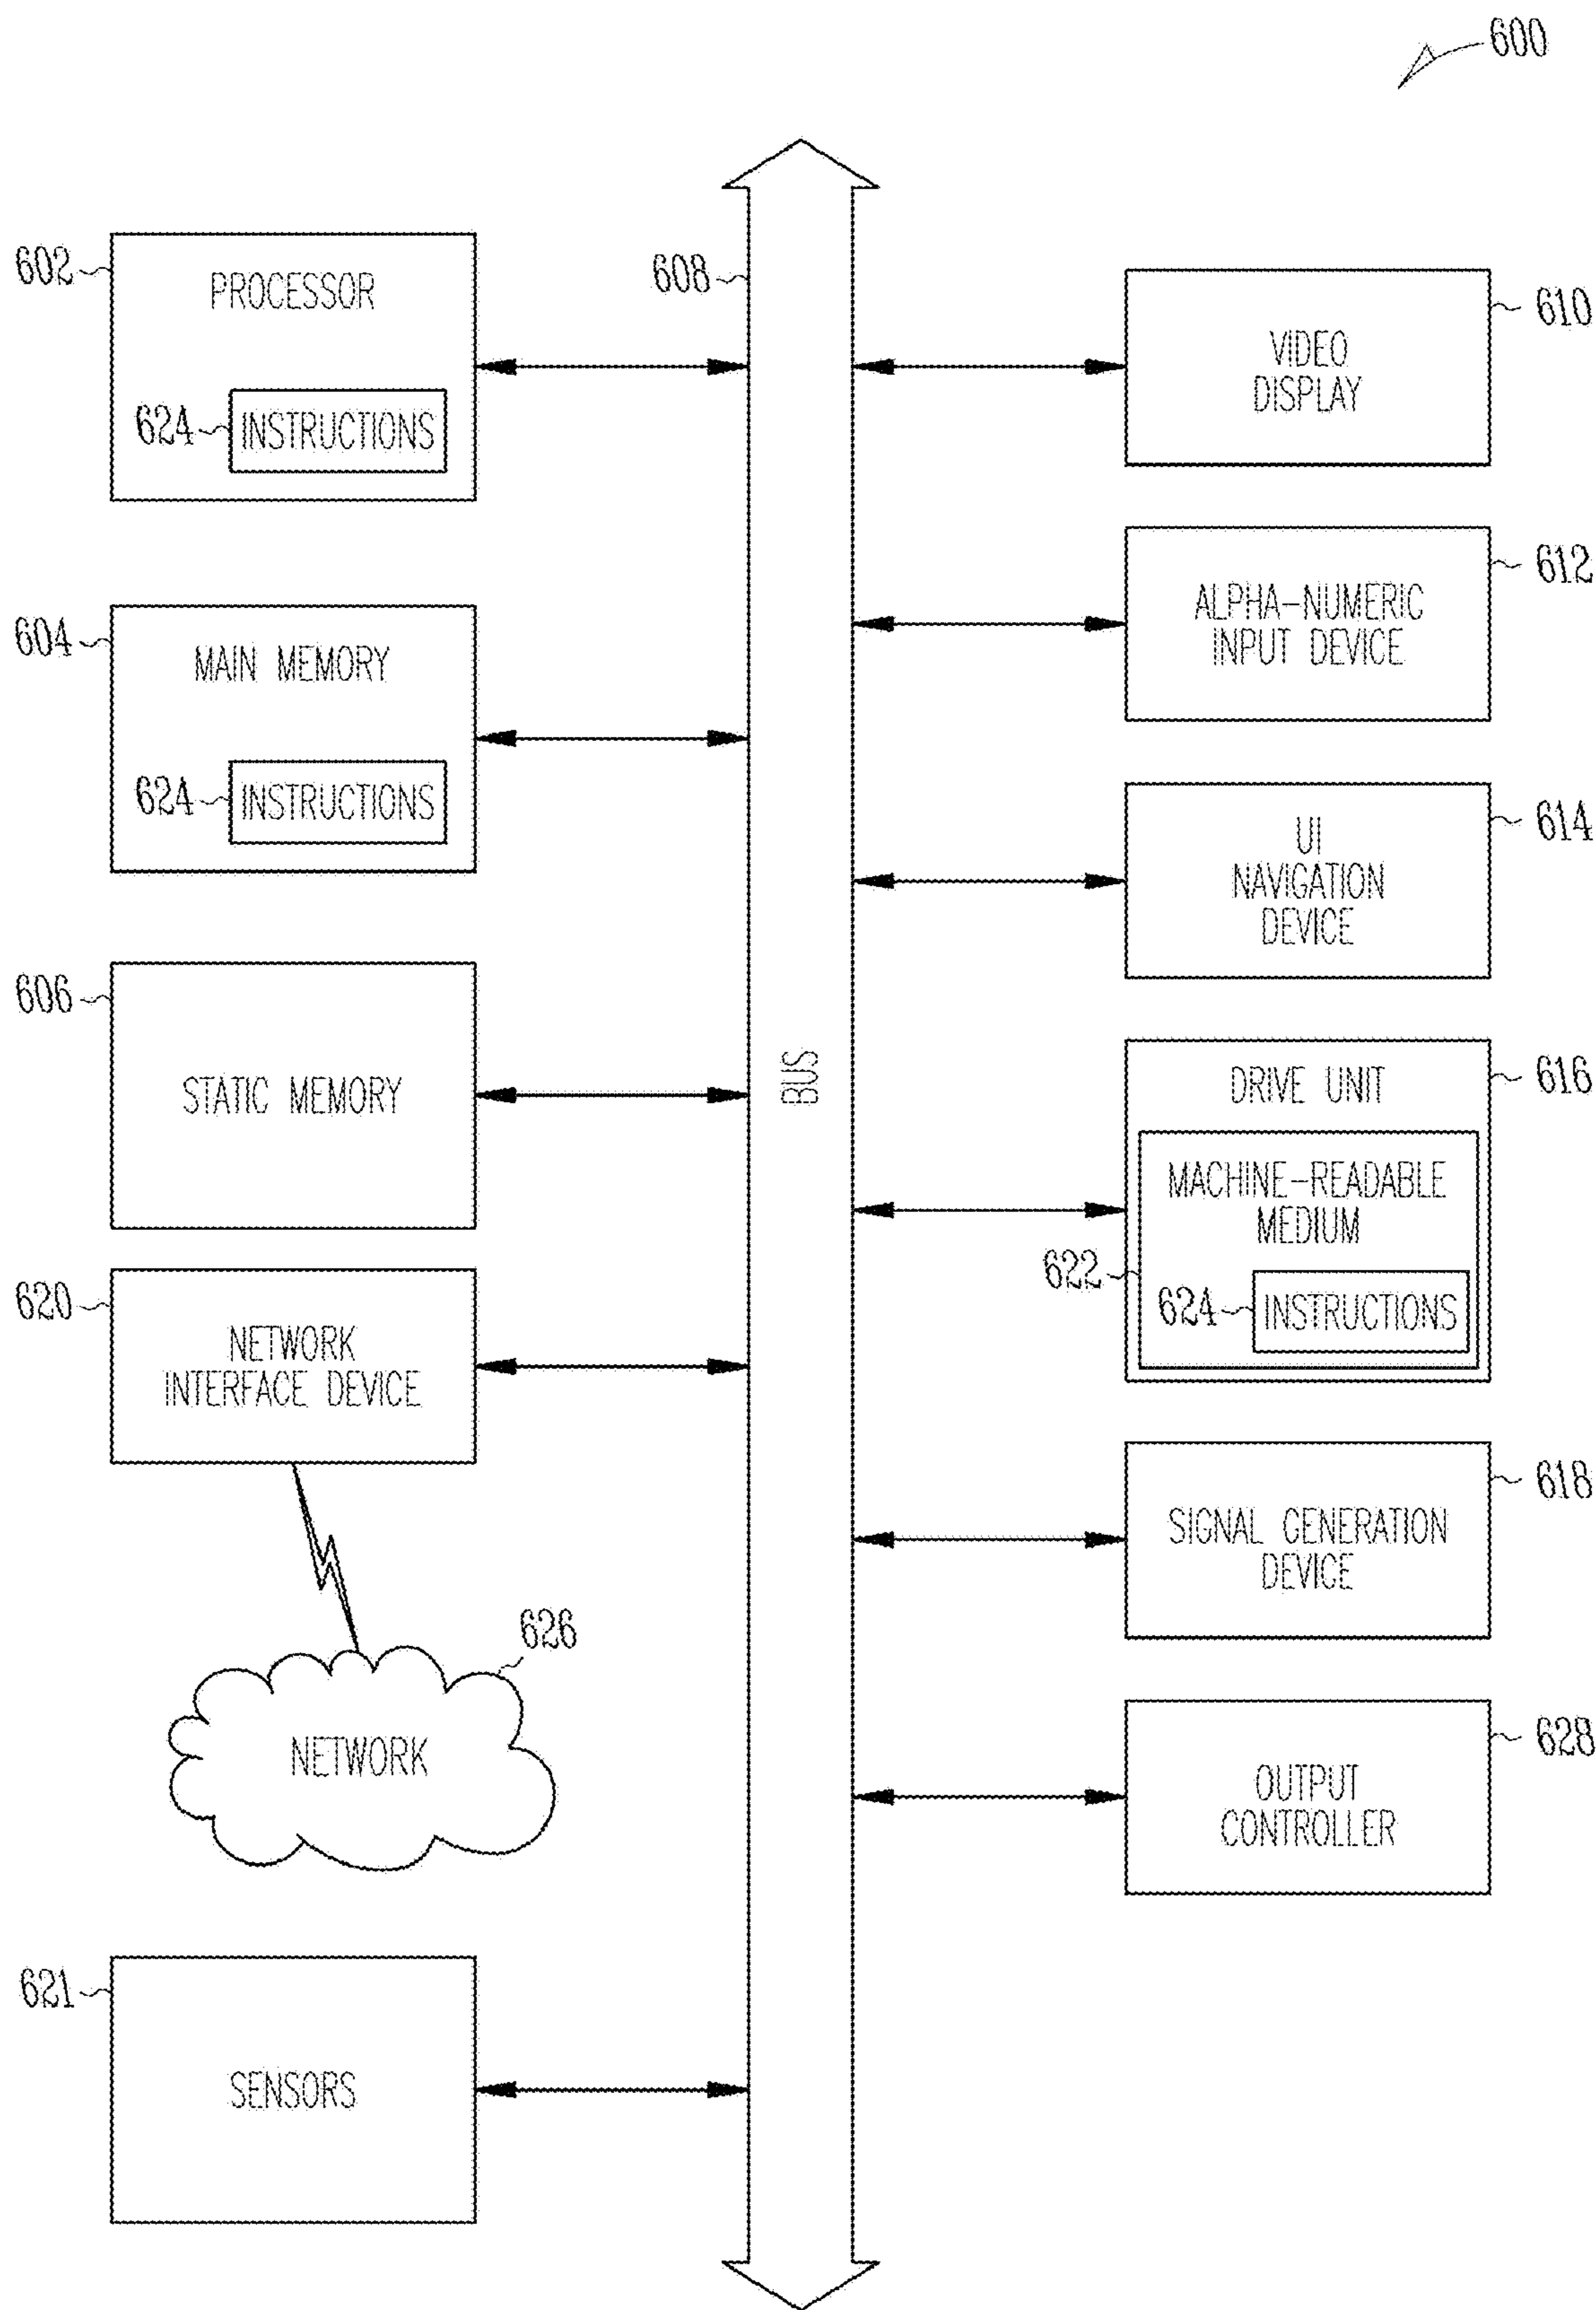 600
602
PROCESSOR
624
INSTRUCTIONS
604
MAIN MEMORY
624
INSTRUCTIONS
606
STATIC MEMORY
620
NETWORK
INTERFACE DEVICE
626
NETWORK
621
SENSORS
608
BUS
610
VIDEO
DISPLAY
612
ALPHA-NUMERIC
INPUT DEVICE
614
UI
NAVIGATION
DEVICE
616
DRIVE UNIT
MACHINE-READABLE
MEDIUM
622
624
INSTRUCTIONS
618
SIGNAL GENERATION
DEVICE
628
OUTPUT
CONTROLLER